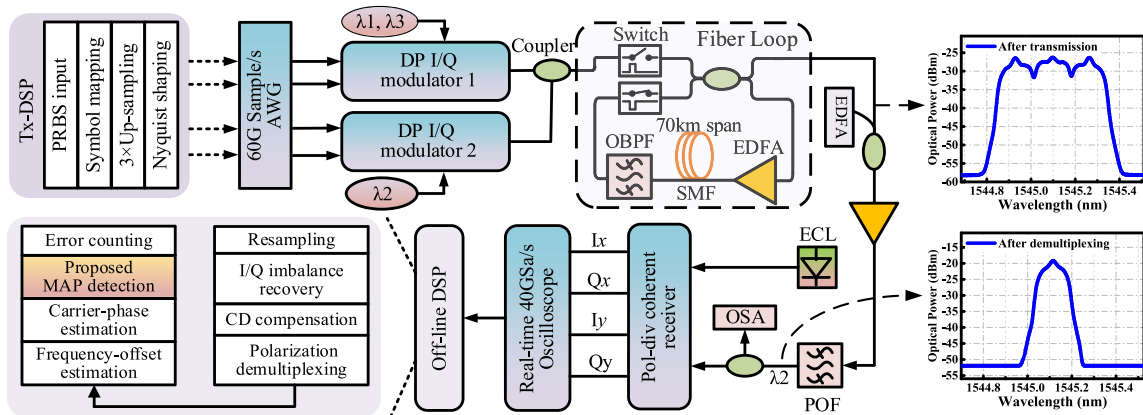 Tx-DSP
PRBS input
Symbol mapping
3×Up-sampling
Nyquist shaping
60G Sample/s
AWG
λ1, λ3
DP I/Q
modulator 1
DP I/Q
modulator 2
λ2
Coupler
Switch
Fiber Loop
70km span
OBPF
SMF
EDFA
EDFA
After transmission
Optical Power (dBm)
-25
-30
-35
-40
-45
-50
-55
-60
1544.8
1545.0
1545.2
1545.4
Wavelength (nm)
Error counting
Proposed
MAP detection
Carrier-phase
estimation
Frequency-offset
estimation
Resampling
I/Q imbalance
recovery
CD compensation
Polarization
demultiplexing
Off-line DSP
Real-time 40GSa/s
Oscilloscope
Ix
Qx
Iy
Qy
Pol-div coherent
receiver
ECL
OSA
λ2
POF
After demultiplexing
Optical Power (dBm)
-15
-20
-25
-30
-35
-40
-45
-50
-55
1544.8
1545.0
1545.2
1545.4
Wavelength (nm)